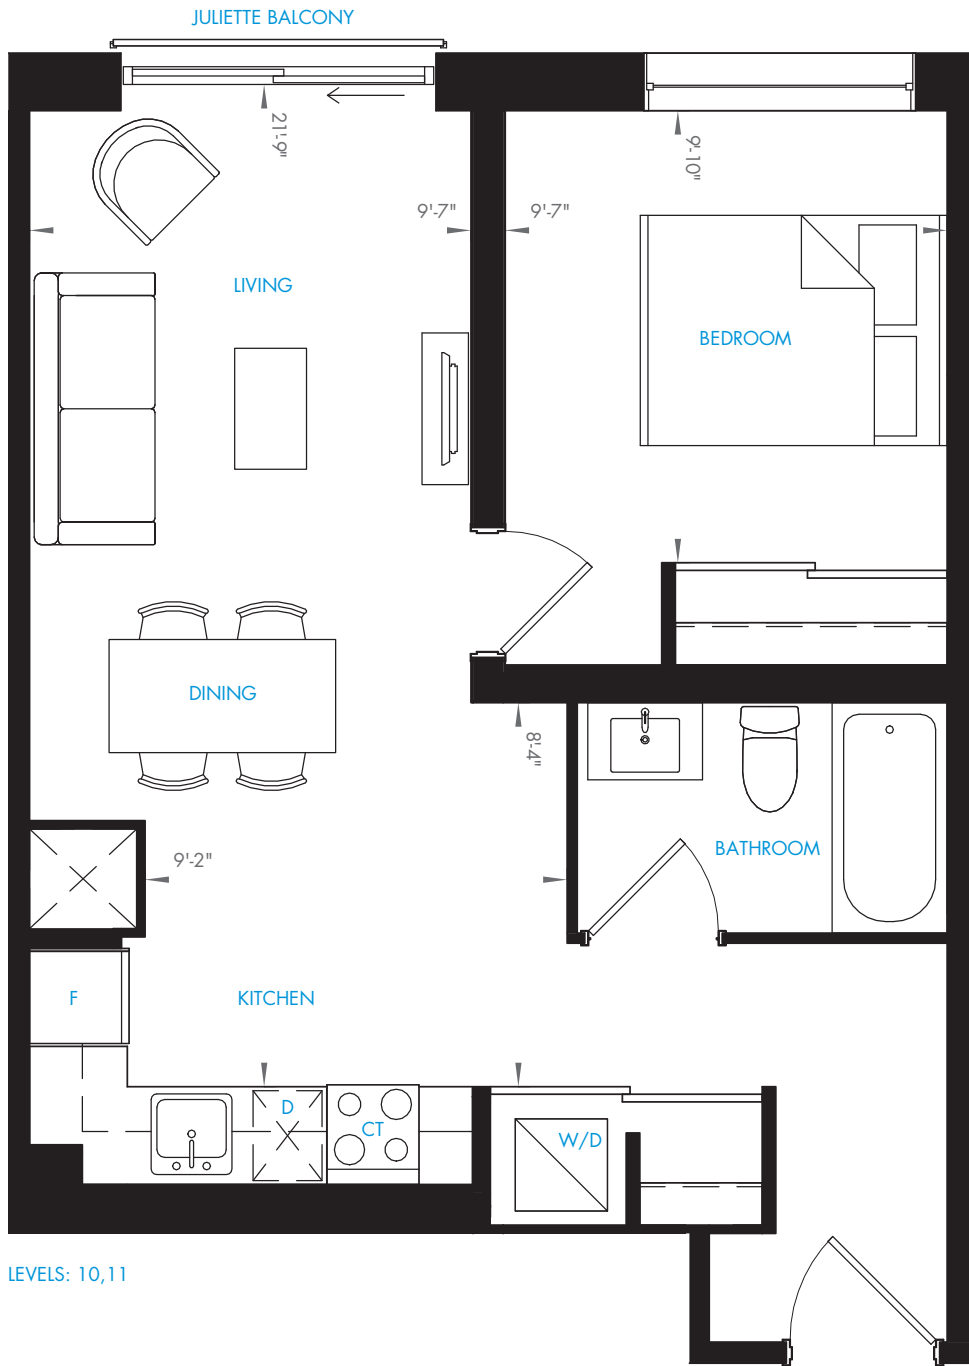 JULIETTE BALCONY
21'-9"
9'-10"
9'-7"
9'-7"
LIVING
BEDROOM
DINING
8'-4"
BATHROOM
9'-2"
F
KITCHEN
D
CT
W/D
LEVELS: 10,11